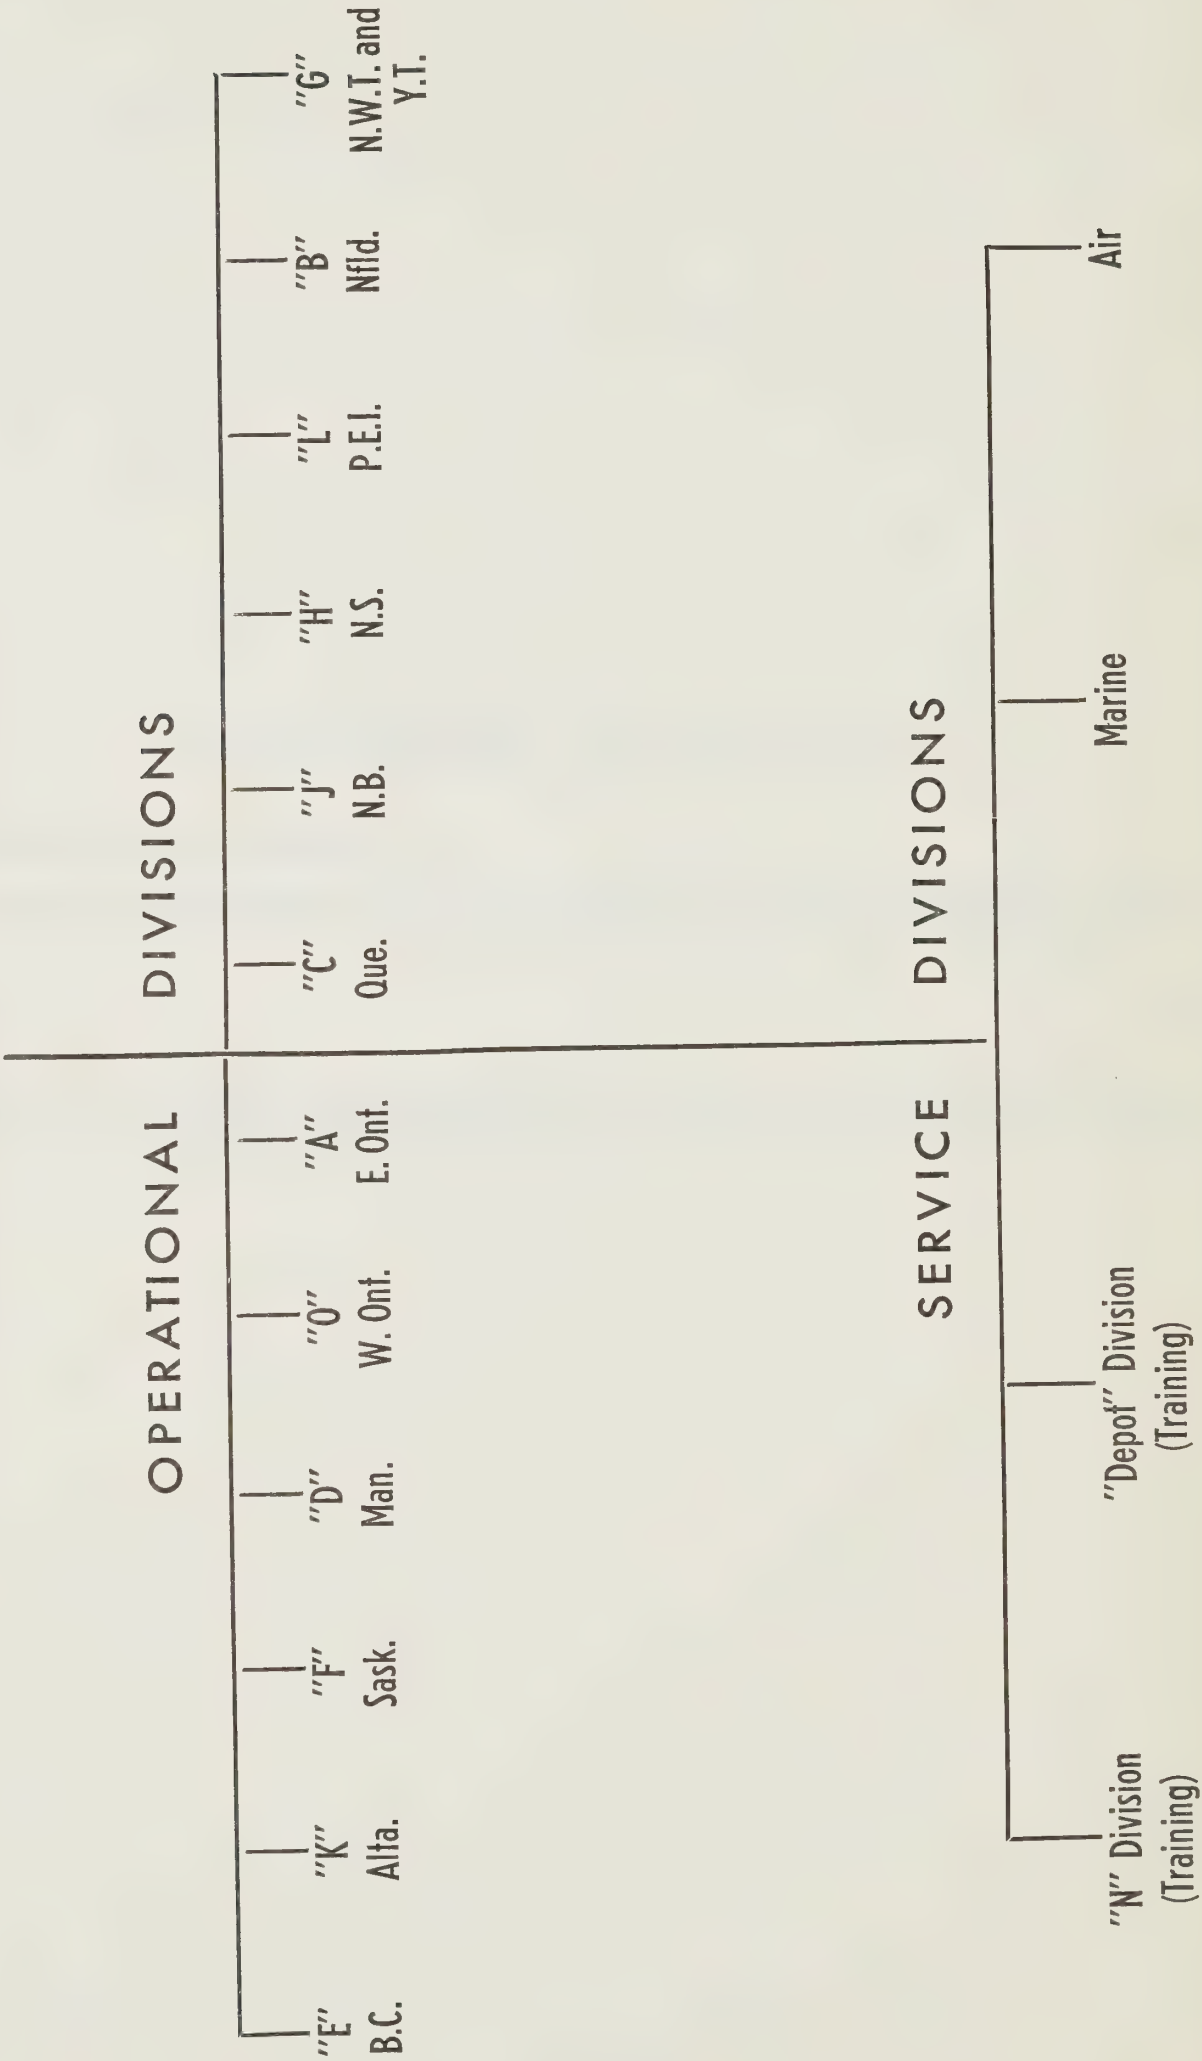 OPERATIONAL DIVISIONS
"E" "K" "F" "D" "O" "A" "C" "J" "H" "L" "B" "G"
B.C. Alta. Sask. Man. W. Ont. E. Ont. Que. N.B. N.S. P.E.I. Nfld. N.W.T. and
Y.T.
SERVICE DIVISIONS
"N" Division "Depot" Division Marine Air
(Training) (Training)